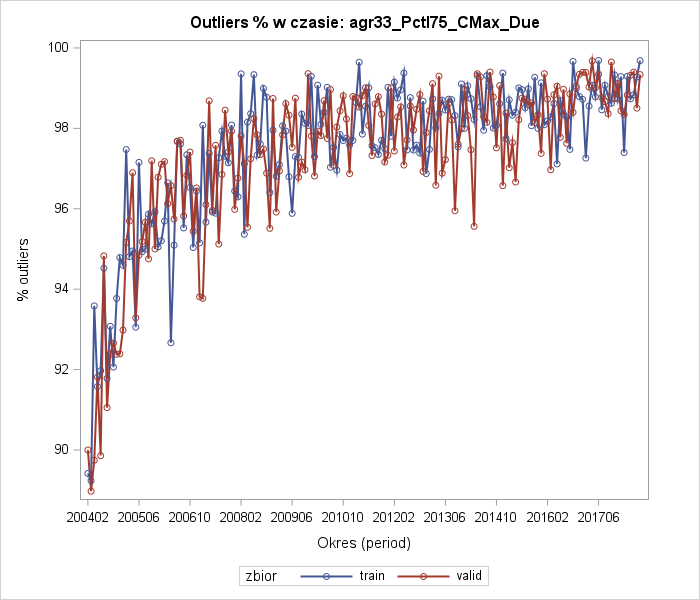 Outliers % w czasie: agr33_Pctl75_CMax_Due
100
98
96
94
92
90
% outliers
200402 200506 200610 200802 200906 201010 201202 201306 201410 201602 201706
Okres (period)
zbior train valid